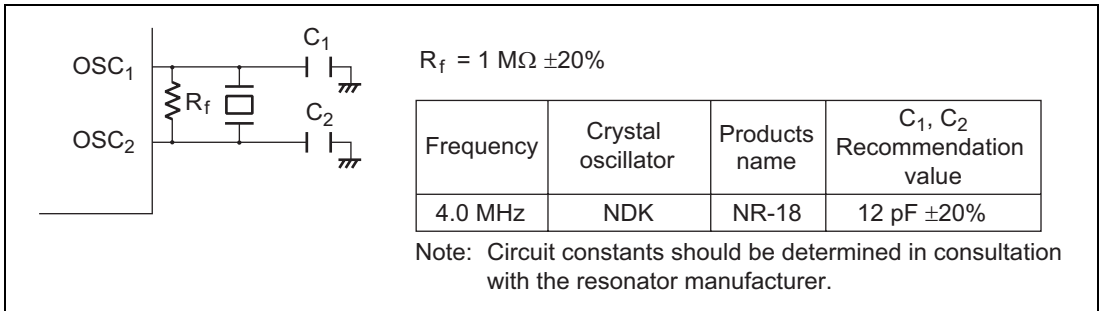 OSC1
OSC2
Rf
C1
C2
Rf = 1 MΩ ±20%
Frequency
Crystal
oscillator
Products
name
C1, C2
Recommendation
value
4.0 MHz
NDK
NR-18
12 pF ±20%
Note: Circuit constants should be determined in consultation
with the resonator manufacturer.